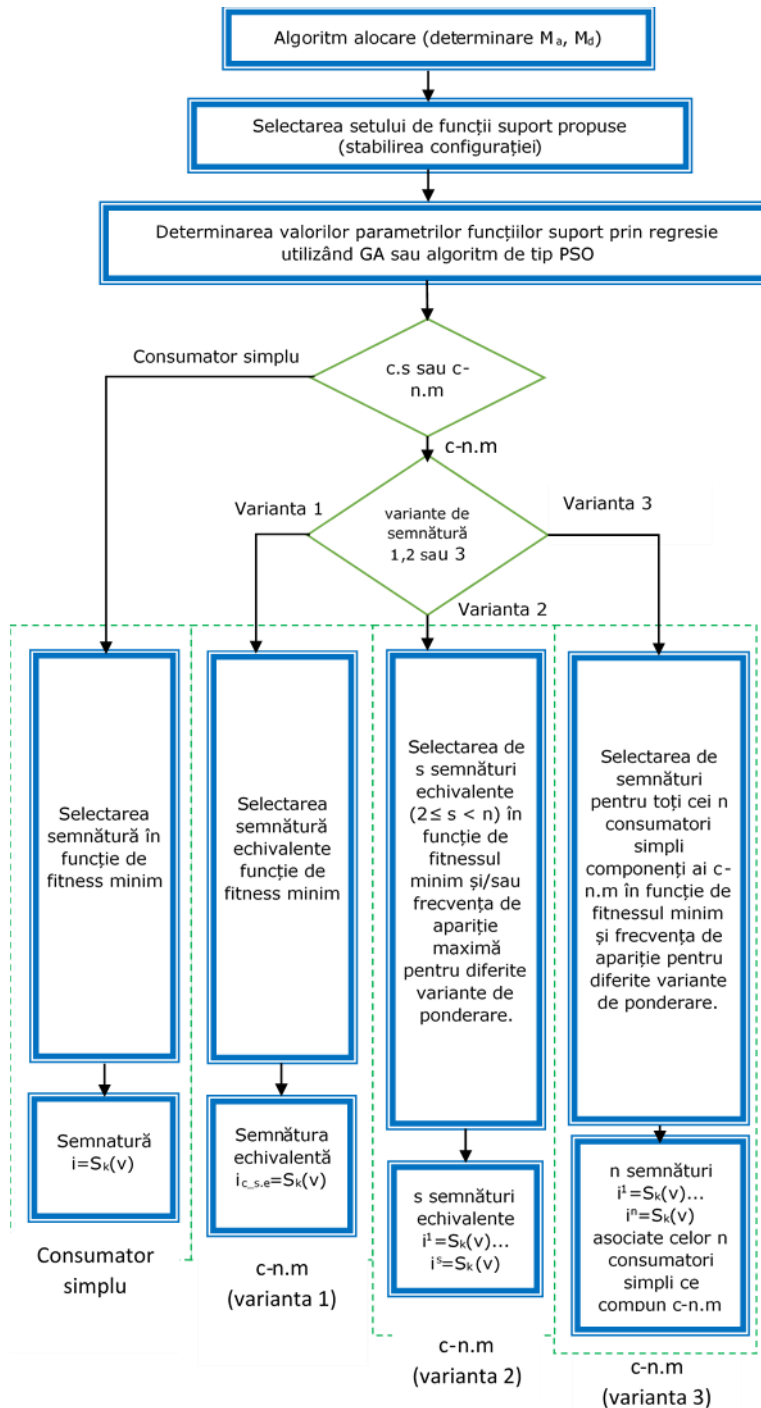 Algoritm alocare (determinare Ma, Md)
Selectarea setului de funcții suport propuse
(stabilirea configurației)
Determinarea valorilor parametrilor funcțiilor suport prin regresie
utilizând GA sau algoritm de tip PSO
Consumator simplu
c.s sau c-
n.m
c-n.m
Varianta 1
variante de
semnătură
1,2 sau 3
Varianta 3
Varianta 2
Selectarea
semnătură în
funcție de
fitness minim
Selectarea
semnătură
echivalente
funcție de
fitness minim
Selectarea de
s semnături
echivalente
(2≤ s < n) în
funcție de
fitnessul
minim și/sau
frecvența de
apariție
maximă
pentru diferite
variante de
ponderare.
Selectarea de
semnături
pentru toți cei n
consumatori
simpli
componenți ai c-
n.m în funcție de
fitnessul minim
și frecvența de
apariție pentru
diferite variante
de ponderare.
Semnatură
i=Sk(v)
Semnătura
echivalentă
ic_s.e=Sk(v)
s semnături
echivalente
i¹=Sk(v)...
iˢ=Sk(v)
n semnături
i¹=Sk(v)...
iⁿ=Sk(v)
asociate celor n
consumatori
simpli ce
compun c-n.m
Consumator
simplu
c-n.m
(varianta 1)
c-n.m
(varianta 2)
c-n.m
(varianta 3)